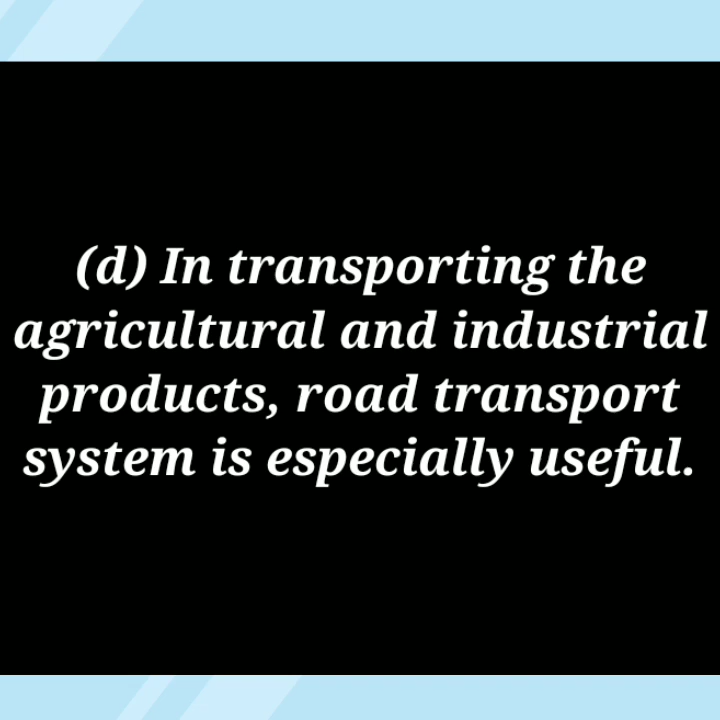 (d) In transporting the
agricultural and industrial
products, road transport
system is especially useful.